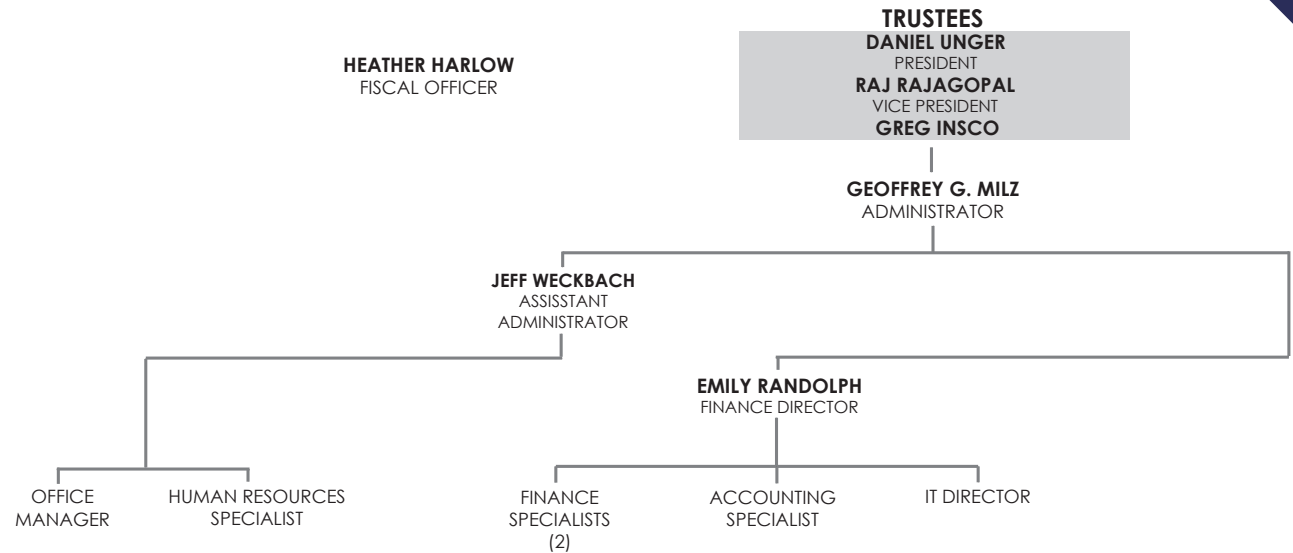 TRUSTEES
DANIEL UNGER
PRESIDENT
RAJ RAJAGOPAL
VICE PRESIDENT
GREG INSCO
HEATHER HARLOW
FISCAL OFFICER
GEOFFREY G. MILZ
ADMINISTRATOR
JEFF WECKBACH
ASSISSTANT
ADMINISTRATOR
EMILY RANDOLPH
FINANCE DIRECTOR
OFFICE
MANAGER
HUMAN RESOURCES
SPECIALIST
FINANCE
SPECIALISTS
(2)
ACCOUNTING
SPECIALIST
IT DIRECTOR